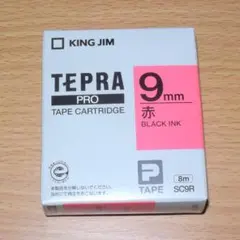 KING JIM
TEPRA
PRO
TAPE CARTRIDGE
9mm
赤
BLACK INK
P
TAPE
8m
SC9R